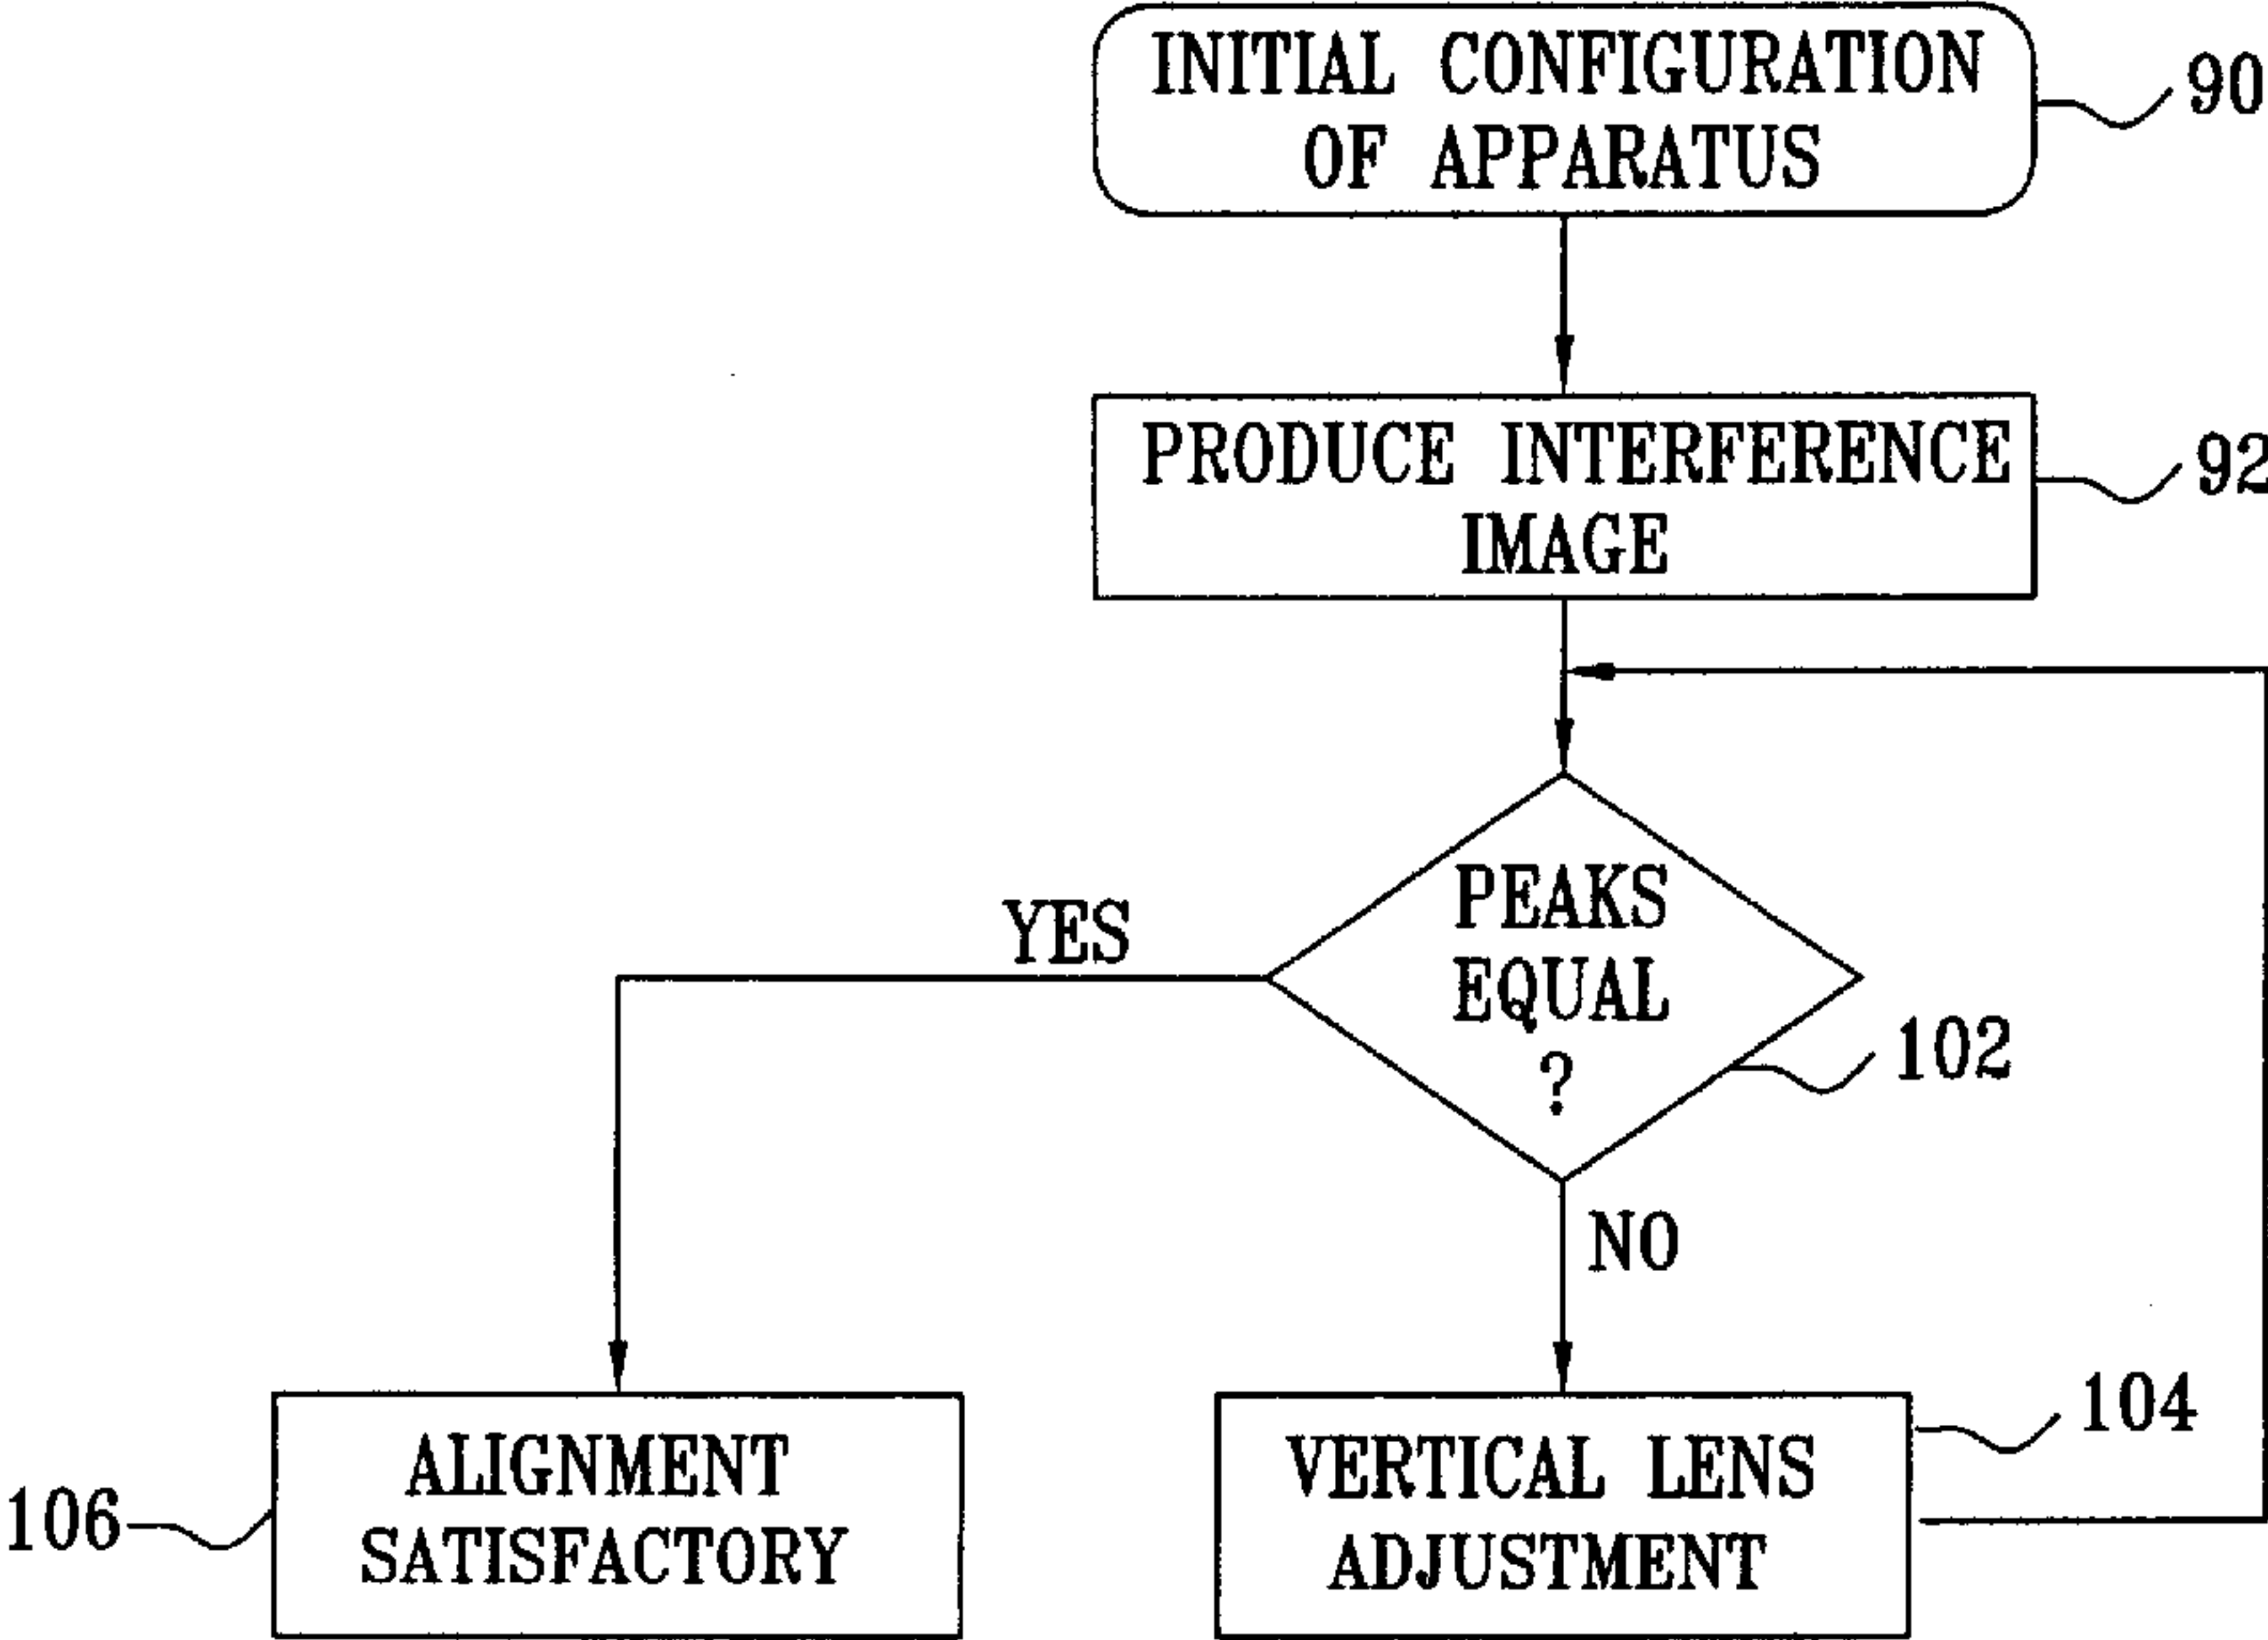 INITIAL CONFIGURATION
OF APPARATUS
90
PRODUCE INTERFERENCE
IMAGE
92
PEAKS
EQUAL
?
YES
102
NO
104
ALIGNMENT
SATISFACTORY
106
VERTICAL LENS
ADJUSTMENT